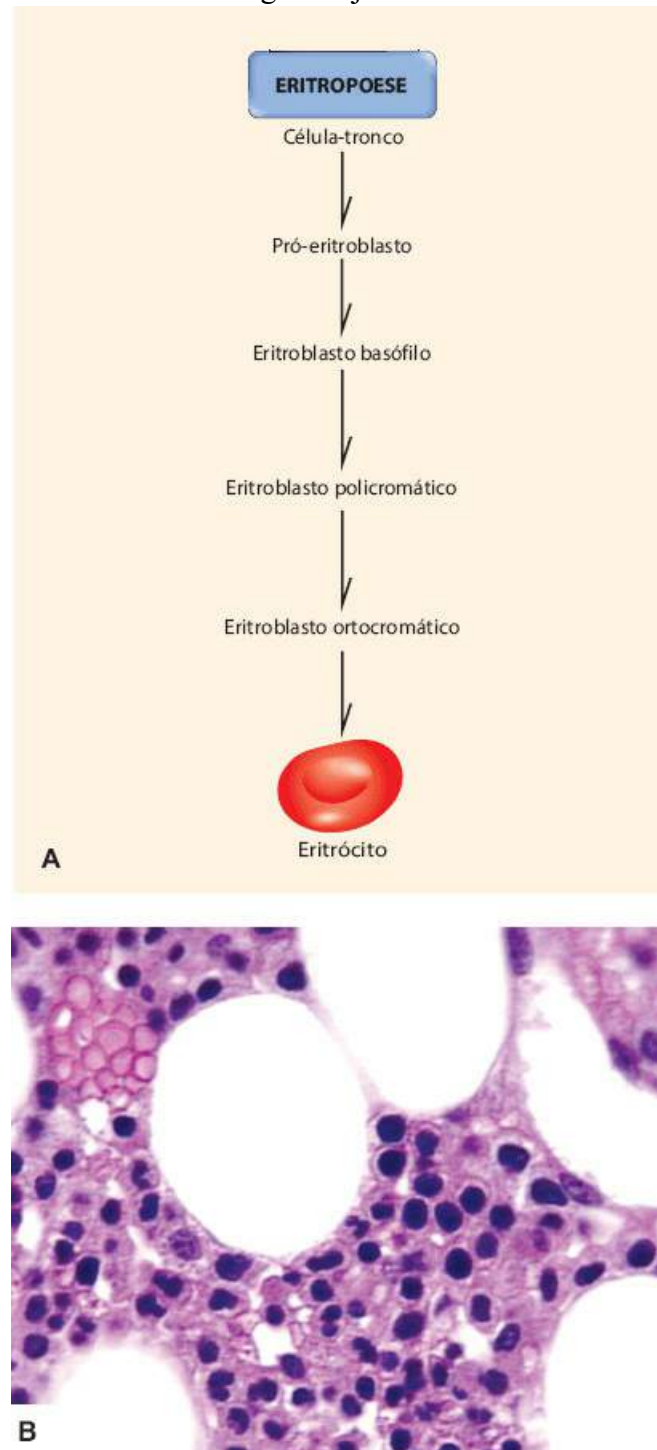 ERITROPOESE
Célula-tronco
Pró-eritroblasto
Eritroblasto basófilo
Eritroblasto policromático
Eritroblasto ortocromático
Eritrócito
A
B